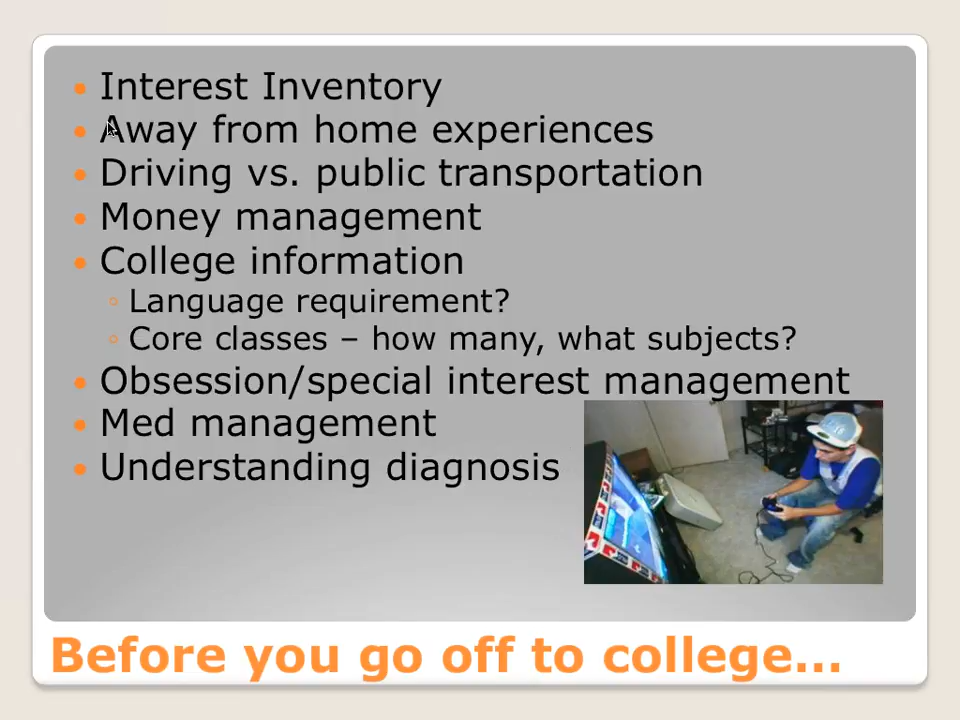 Interest Inventory
Away from home experiences
Driving vs. public transportation
Money management
College information
Language requirement?
Core classes – how many, what subjects?
Obsession/special interest management
Med management
Understanding diagnosis
Before you go off to college...